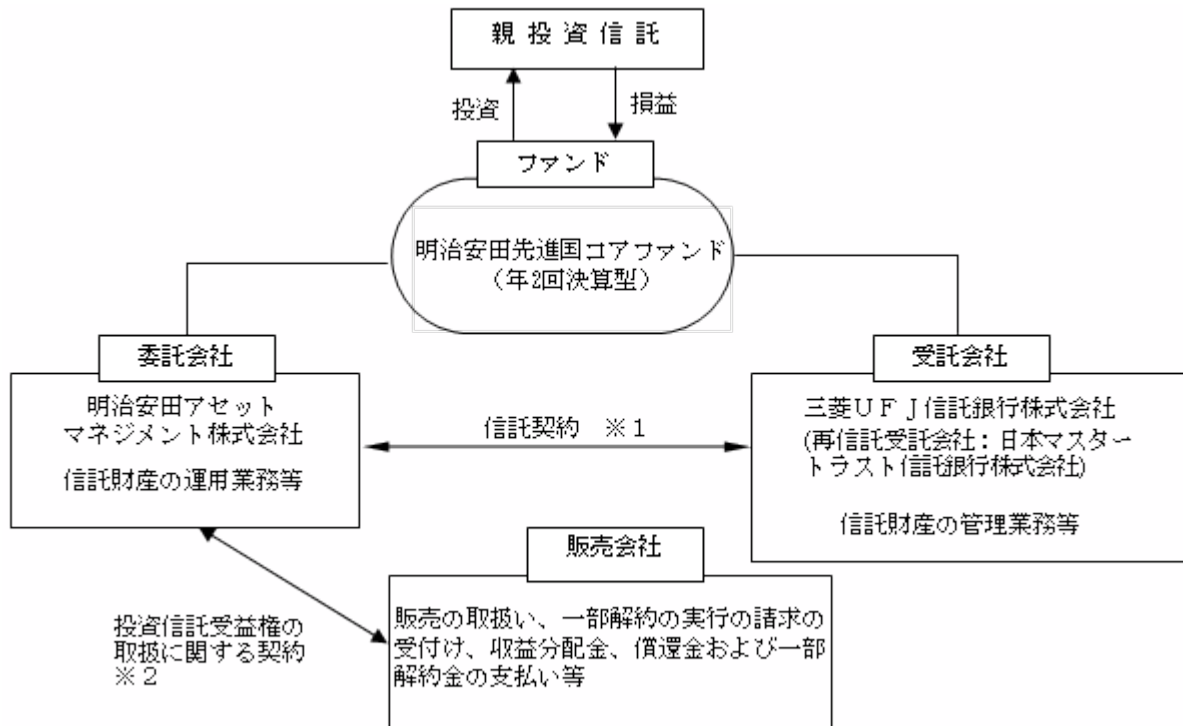 親投資信託
投資
損益
ファンド
明治安田先進国コアファンド
（年2回決算型）
委託会社
明治安田アセット
マネジメント株式会社
信託財産の運用業務等
信託契約　※１
受託会社
三菱ＵＦＪ信託銀行株式会社
(再信託受託会社：日本マスター
トラスト信託銀行株式会社)
信託財産の管理業務等
販売会社
販売の取扱い、一部解約の実行の請求の
受付け、収益分配金、償還金および一部
解約金の支払い等
投資信託受益権の
取扱に関する契約
※２